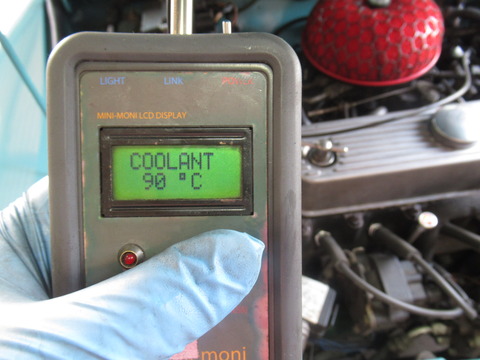 LIGHT LINK
MINI-MONI LCD DISPLAY
COOLANT
90 °C
moni